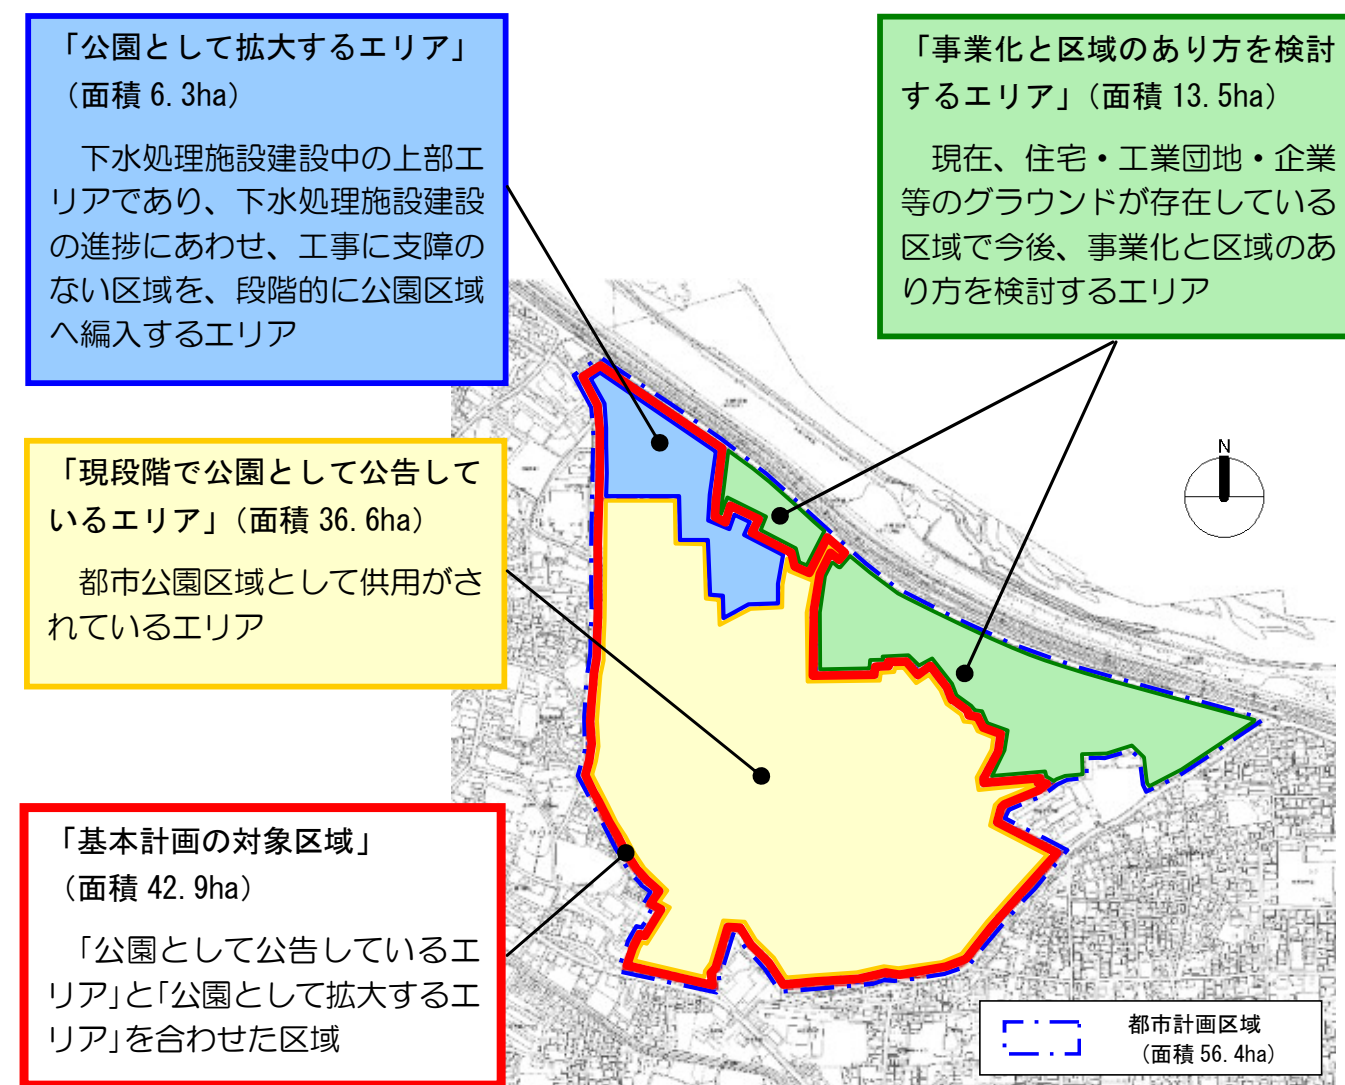 「公園として拡大するエリア」
（面積 6.3ha）
下水処理施設建設中の上部エ
リアであり、下水処理施設建設
の進捗にあわせ、工事に支障の
ない区域を、段階的に公園区域
へ編入するエリア
「事業化と区域のあり方を検討
するエリア」（面積 13.5ha）
現在、住宅・工業団地・企業
等のグラウンドが存在している
区域で今後、事業化と区域のあ
り方を検討するエリア
「現段階で公園として公告して
いるエリア」（面積 36.6ha）
都市公園区域として供用がさ
れているエリア
N
「基本計画の対象区域」
（面積 42.9ha）
「公園として公告しているエ
リア」と「公園として拡大するエ
リア」を合わせた区域
都市計画区域
（面積 56.4ha）